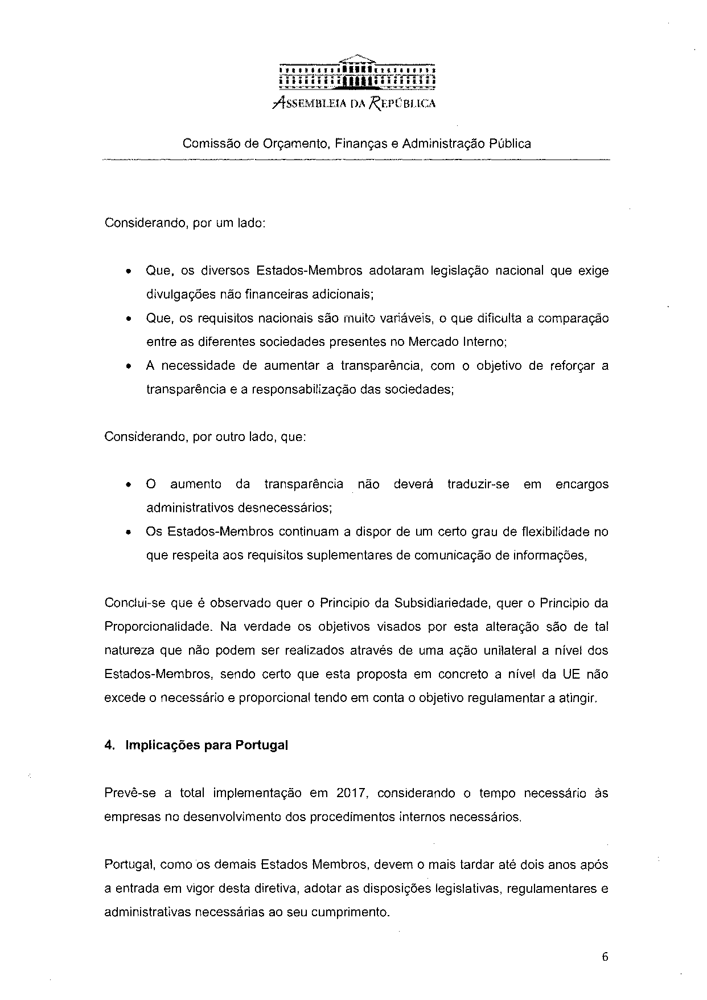 ASSEMBLEIA DA REPÚBLICA
Comissão de Orçamento, Finanças e Administração Pública
Considerando, por um lado:
• Que, os diversos Estados-Membros adotaram legislação nacional que exige
divulgações não financeiras adicionais;
• Que, os requisitos nacionais são muito variáveis, o que dificulta a comparação
entre as diferentes sociedades presentes no Mercado Interno;
• A necessidade de aumentar a transparência, com o objetivo de reforçar a
transparência e a responsabilização das sociedades;
Considerando, por outro lado, que:
• O aumento da transparência não deverá traduzir-se em encargos
administrativos desnecessários;
• Os Estados-Membros continuam a dispor de um certo grau de flexibilidade no
que respeita aos requisitos suplementares de comunicação de informações,
Conclui-se que é observado quer o Principio da Subsidiariedade, quer o Principio da
Proporcionalidade. Na verdade os objetivos visados por esta alteração são de tal
natureza que não podem ser realizados através de uma ação unilateral a nível dos
Estados-Membros, sendo certo que esta proposta em concreto a nível da UE não
excede o necessário e proporcional tendo em conta o objetivo regulamentar a atingir.
4. Implicações para Portugal
Prevê-se a total implementação em 2017, considerando o tempo necessário às
empresas no desenvolvimento dos procedimentos internos necessários.
Portugal, como os demais Estados Membros, devem o mais tardar até dois anos após
a entrada em vigor desta diretiva, adotar as disposições legislativas, regulamentares e
administrativas necessárias ao seu cumprimento.
6